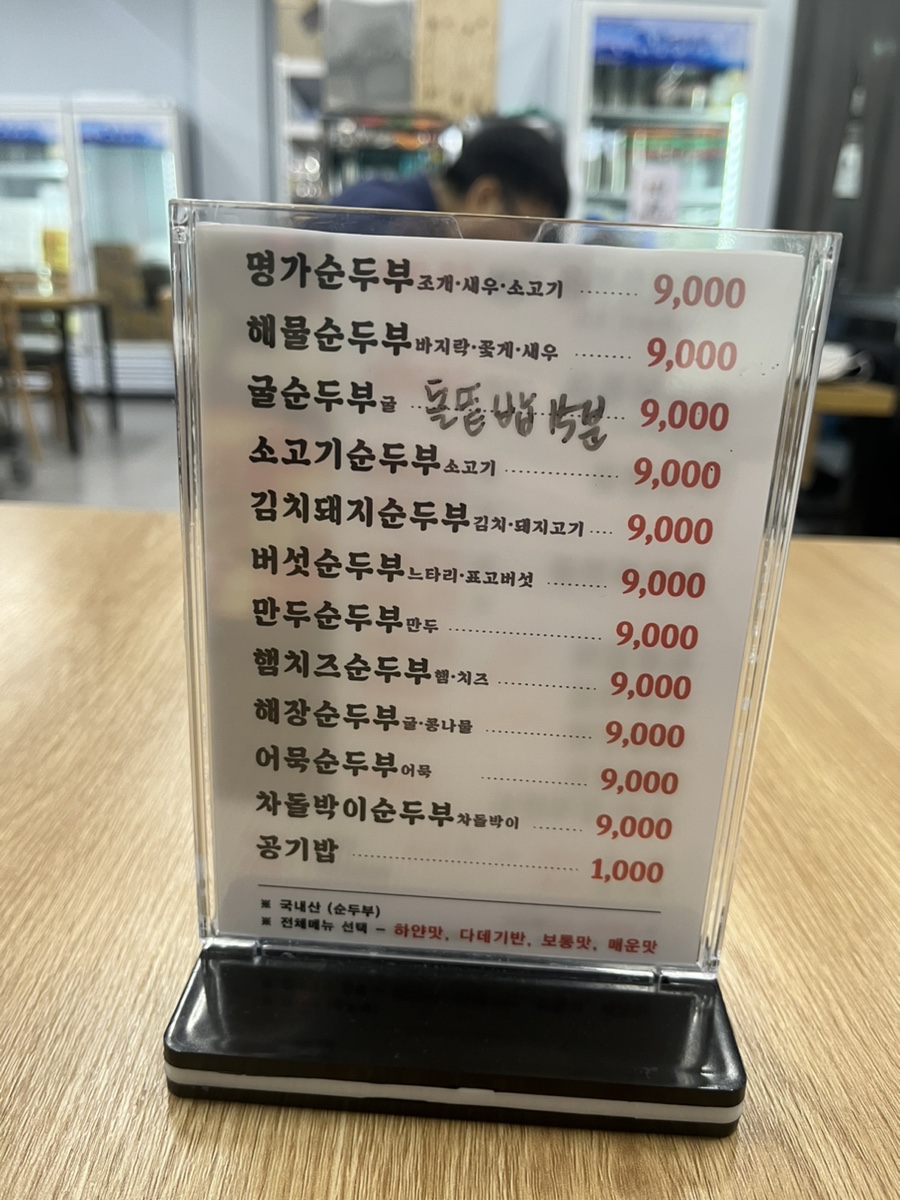 명가순두부 조개·새우·소고기 ........ 9,000
해물순두부 바지락·꽃게·새우 ........ 9,000
굴순두부 굴 ........ 9,000
돌솥밥 15분
소고기순두부 소고기 ........ 9,000
김치돼지순두부 김치·돼지고기 .... 9,000
버섯순두부 느타리·표고버섯 ........ 9,000
만두순두부 만두 ........ 9,000
햄치즈순두부 햄·치즈 ........ 9,000
해장순두부 굴·콩나물 ........ 9,000
어묵순두부 어묵 ........ 9,000
차돌박이순두부 차돌박이 ....... 9,000
공기밥 ........ 1,000
※ 국내산 (순두부)
※ 전체메뉴 선택 - 하얀맛, 다데기반, 보통맛, 매운맛